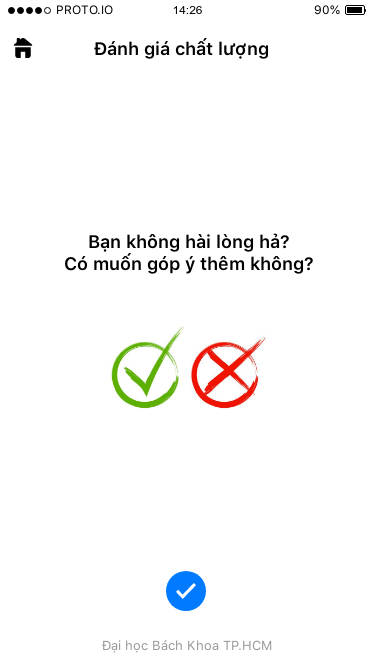 PROTO.IO 14:26 90%
Đánh giá chất lượng
Bạn không hài lòng hả?
Có muốn góp ý thêm không?
Đại học Bách Khoa TP.HCM